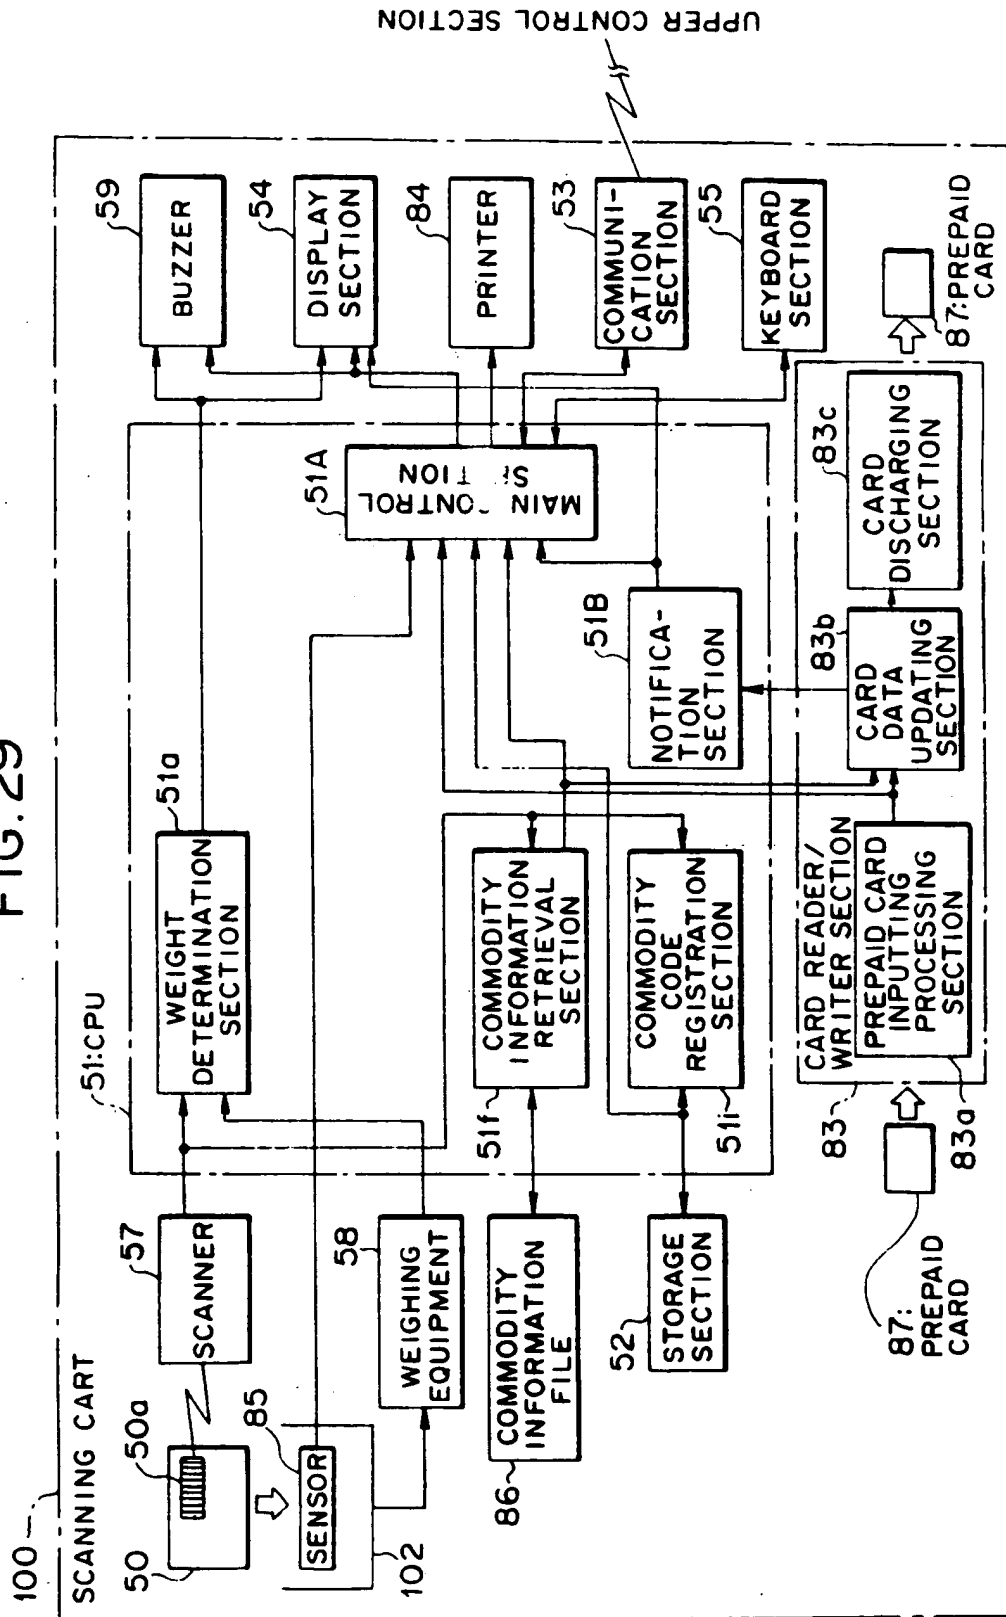 FIG. 29
100
SCANNING CART
50
50a
57
SCANNER
85
SENSOR
102
58
WEIGHING
EQUIPMENT
86
COMMODITY
INFORMATION
FILE
52
STORAGE
SECTION
51:CPU
51a
WEIGHT
DETERMINATION
SECTION
51f
COMMODITY
INFORMATION
RETRIEVAL
SECTION
51i
COMMODITY
CODE
REGISTRATION
SECTION
51A
MAIN CONTROL
SECTION
51B
NOTIFICA-
TION
SECTION
59
BUZZER
54
DISPLAY
SECTION
84
PRINTER
53
COMMUNI-
CATION
SECTION
55
KEYBOARD
SECTION
UPPER CONTROL SECTION
83
CARD READER/
WRITER SECTION
83a
PREPAID CARD
INPUTTING
PROCESSING
SECTION
83b
CARD
DATA
UPDATING
SECTION
83c
CARD
DISCHARGING
SECTION
87:
PREPAID
CARD
87:PREPAID
CARD